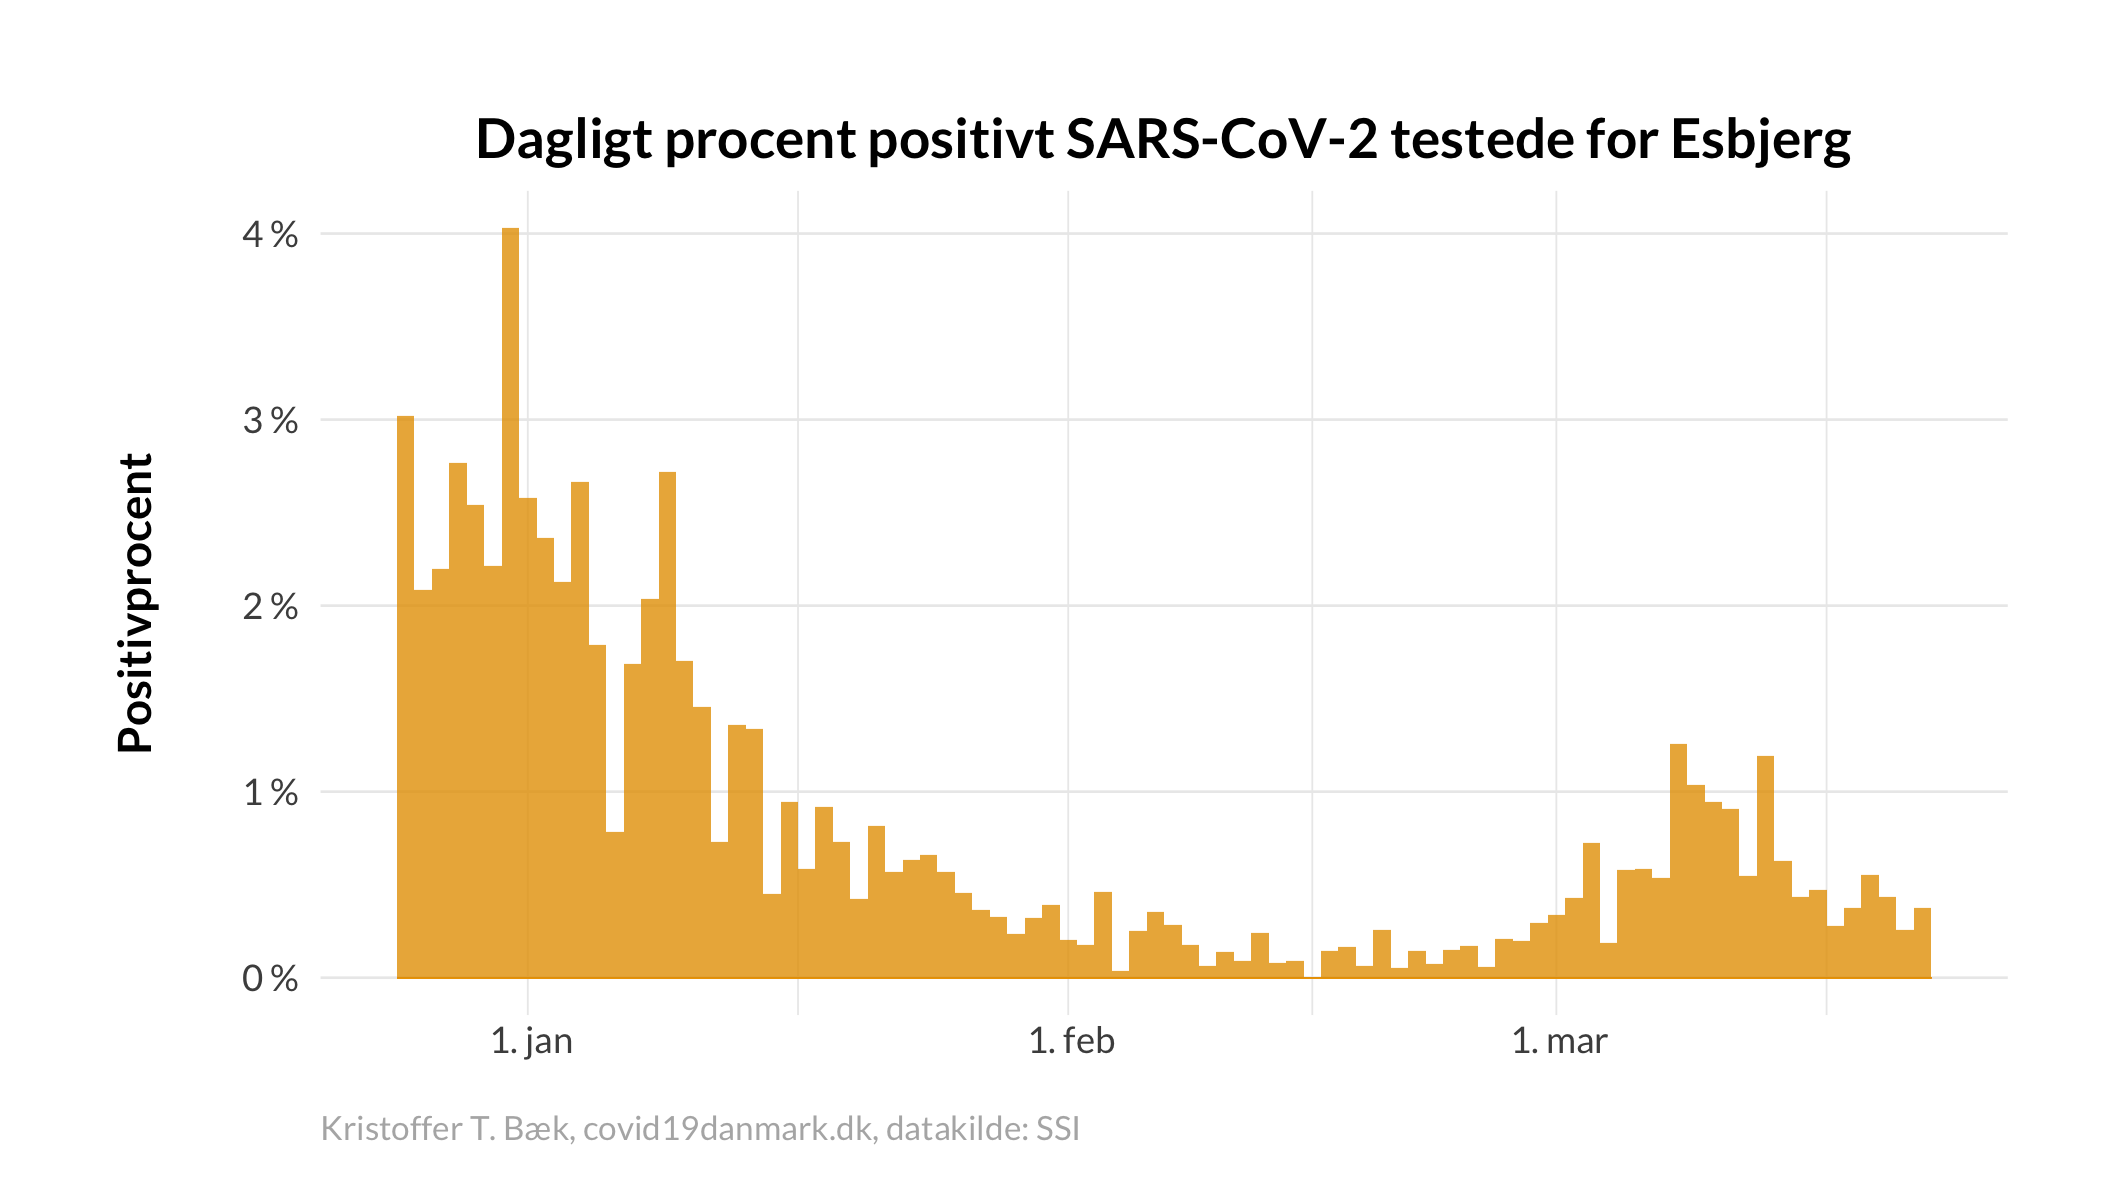 Dagligt procent positivt SARS-CoV-2 testede for Esbjerg
Positivprocent
4 %
3 %
2 %
1 %
0 %
1. jan
1. feb
1. mar
Kristoffer T. Bæk, covid19danmark.dk, datakilde: SSI